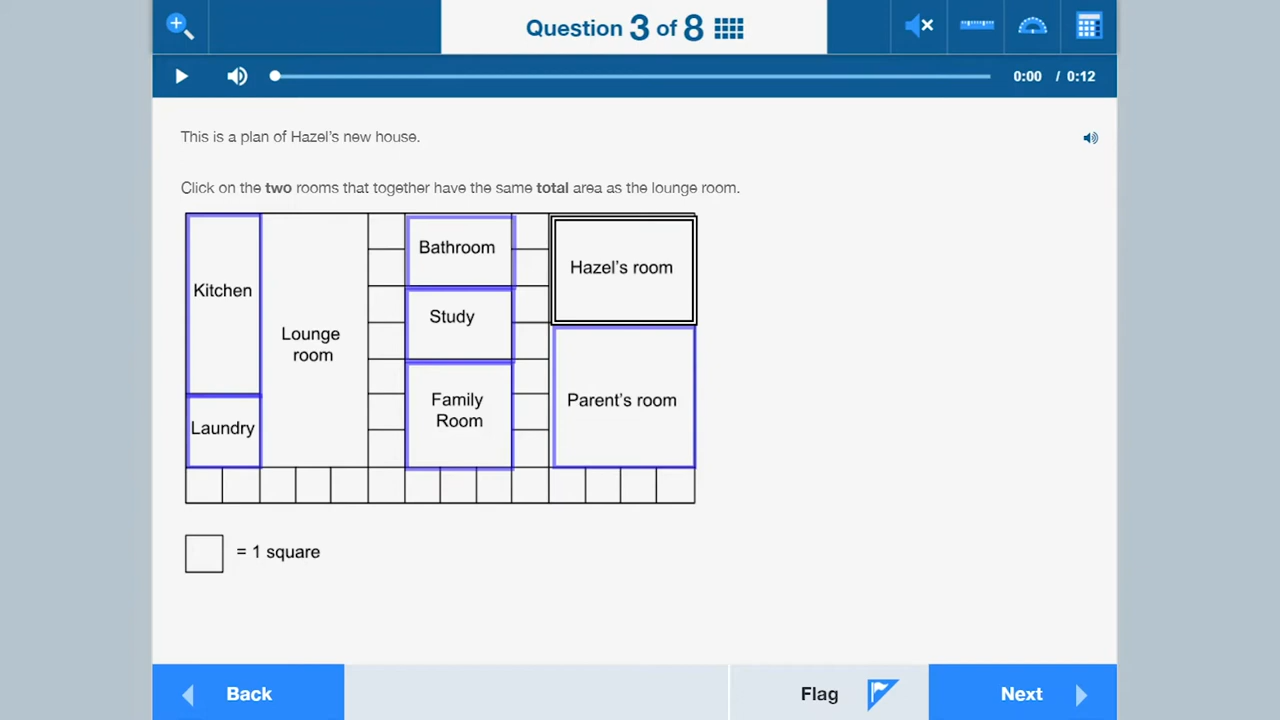 Question 3 of 8
0:00 / 0:12
This is a plan of Hazel's new house.
Click on the two rooms that together have the same total area as the lounge room.
Bathroom
Hazel's room
Kitchen
Study
Lounge
room
Family
Room
Parent's room
Laundry
= 1 square
Back
Flag
Next